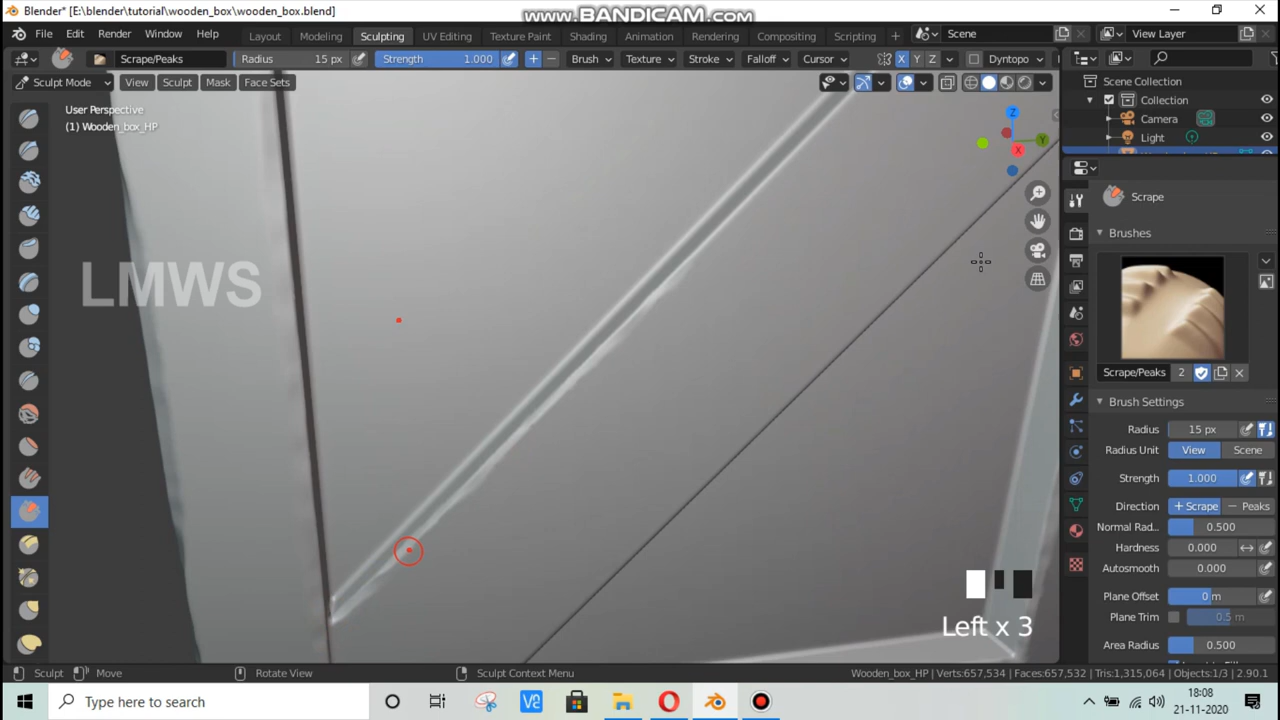 Blender* [E:\blender\tutorial\wooden_box\wooden_box.blend]
www.BANDICAM.com
File Edit Render Window Help
Layout Modeling Sculpting UV Editing Texture Paint Shading Animation Rendering Compositing Scripting +
Scene
View Layer
Scrape/Peaks
Radius 15 px
Strength 1.000
Brush
Texture
Stroke
Falloff
Cursor
X Y Z
Dyntopo
Sculpt Mode
View
Sculpt
Mask
Face Sets
User Perspective
(1) Wooden_box_HP
Z
Y
X
LMWS
Left x 3
Scene Collection
Collection
Camera
Light
Scrape
Brushes
Scrape/Peaks 2
Brush Settings
Radius 15 px
Radius Unit View Scene
Strength 1.000
Direction + Scrape − Peaks
Normal Rad... 0.500
Hardness 0.000
Autosmooth 0.000
Plane Offset 0 m
Plane Trim 0.5 m
Area Radius 0.500
Sculpt
Move
Rotate View
Sculpt Context Menu
Wooden_box_HP | Verts:657,534 | Faces:657,532 | Tris:1,315,064 | Objects:1/3 | 2.90.1
Type here to search
18:08
21-11-2020